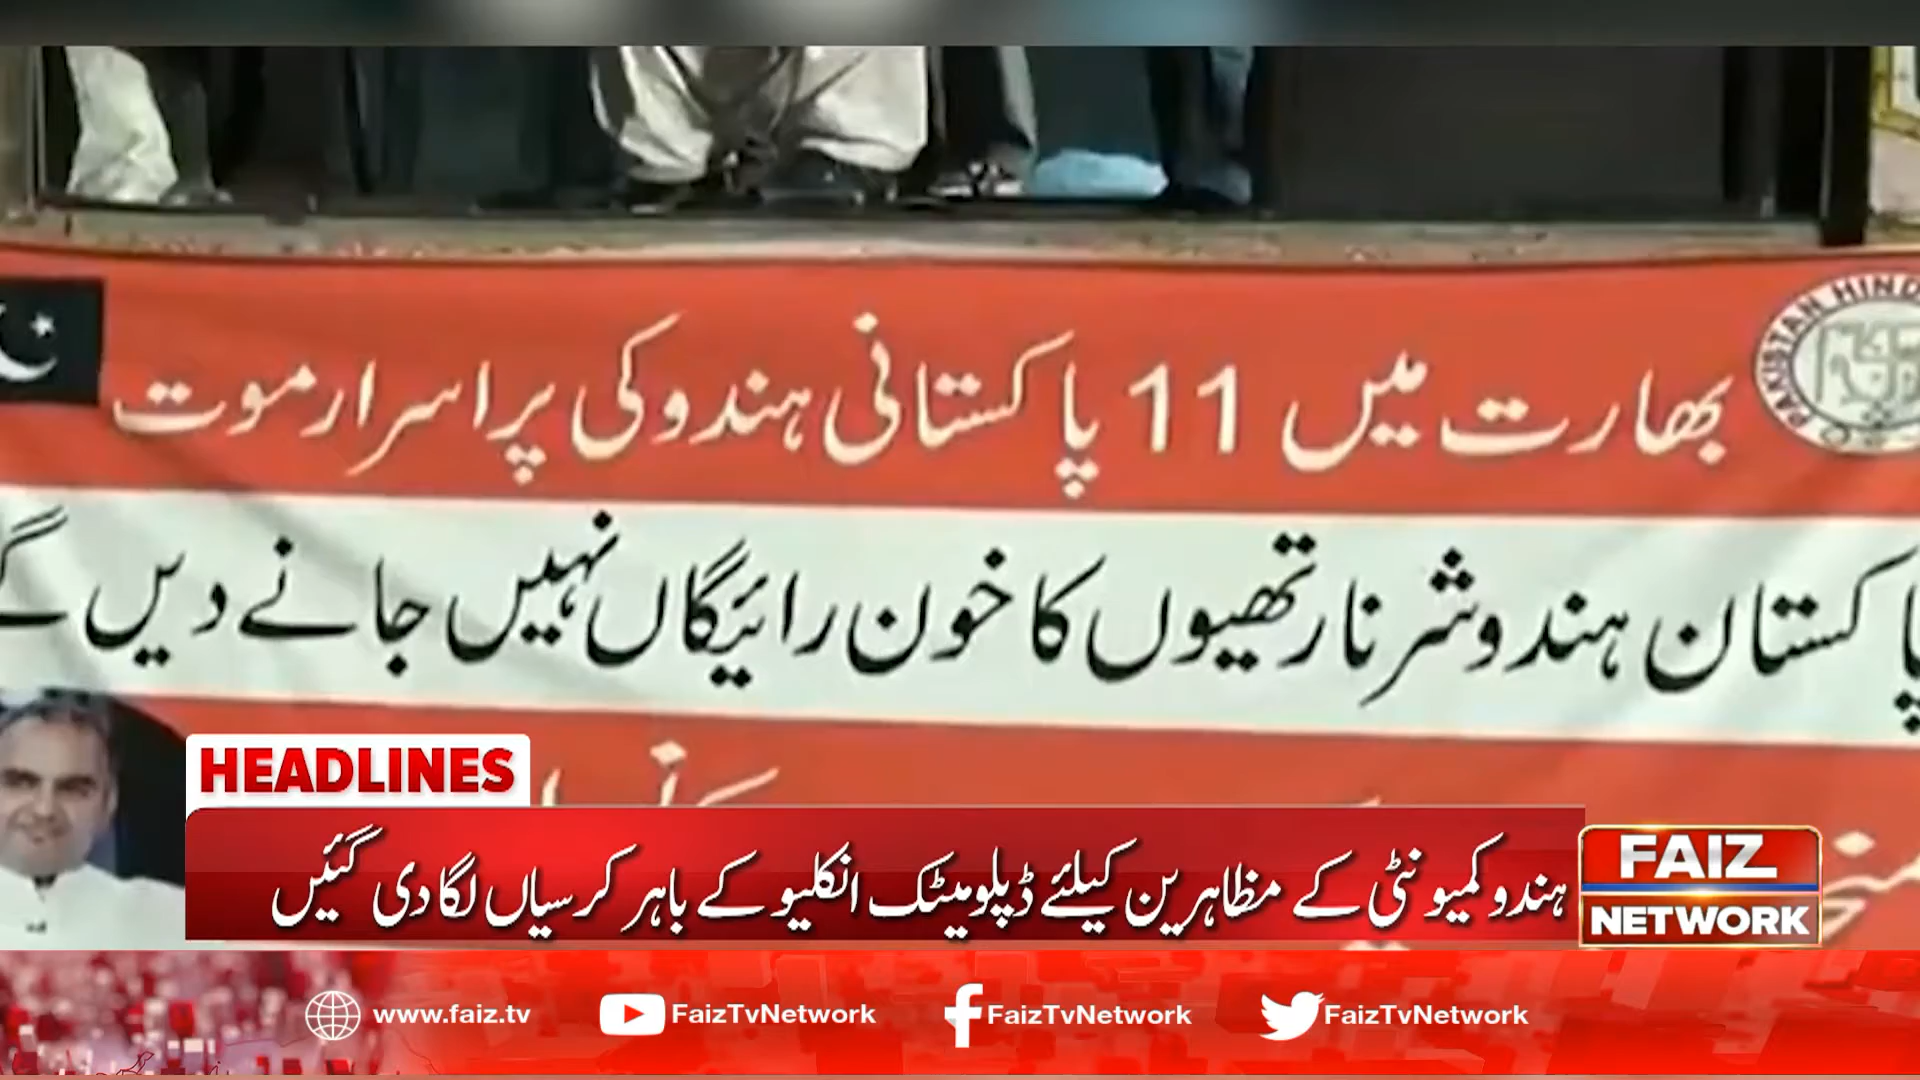 PAKISTAN HIND
بھارت میں 11 پاکستانی ہندو کی پراسرار موت
پاکستان ہندو شرنارتھیوں کا خون رائیگاں نہیں جانے دیں گے
HEADLINES
ہندو کمیونٹی کے مظاہرین کیلئے ڈپلومیٹک انکلیو کے باہر کرسیاں لگا دی گئیں
FAIZ
NETWORK
www.faiz.tv
FaizTvNetwork
FaizTvNetwork
FaizTvNetwork